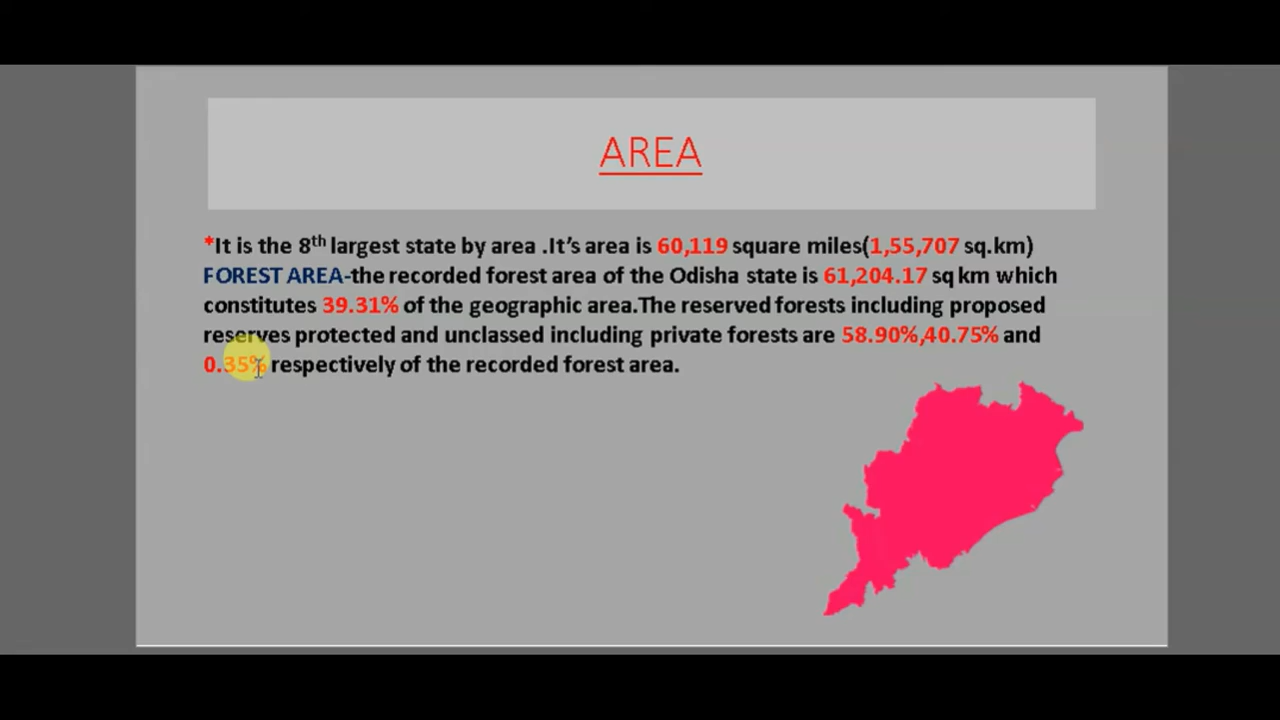 AREA
*It is the 8th largest state by area .It's area is 60,119 square miles(1,55,707 sq.km)
FOREST AREA-the recorded forest area of the Odisha state is 61,204.17 sq km which
constitutes 39.31% of the geographic area.The reserved forests including proposed
reserves protected and unclassed including private forests are 58.90%,40.75% and
0.35% respectively of the recorded forest area.